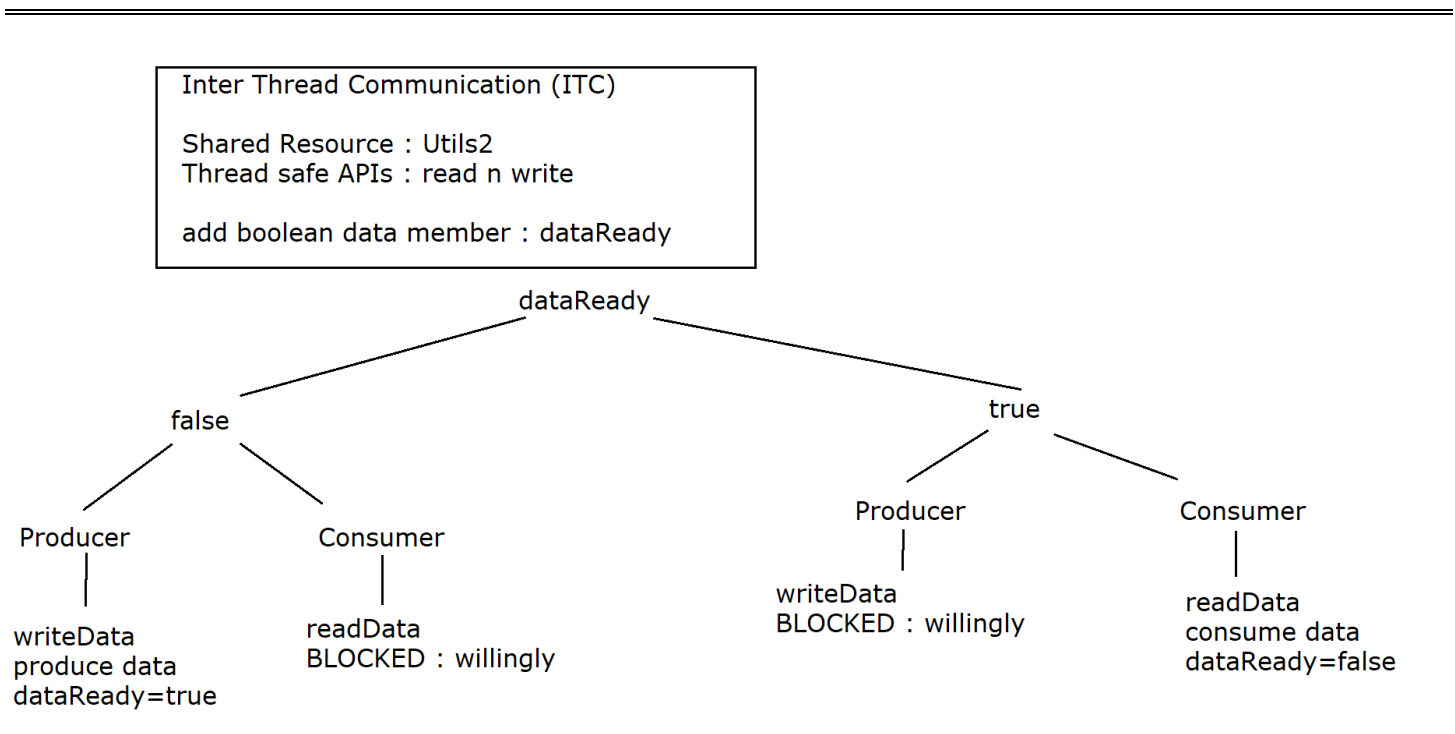 Inter Thread Communication (ITC)
Shared Resource : Utils2
Thread safe APIs : read n write
add boolean data member : dataReady
dataReady
false
true
Producer
Consumer
Producer
Consumer
writeData
produce data
dataReady=true
readData
BLOCKED : willingly
writeData
BLOCKED : willingly
readData
consume data
dataReady=false